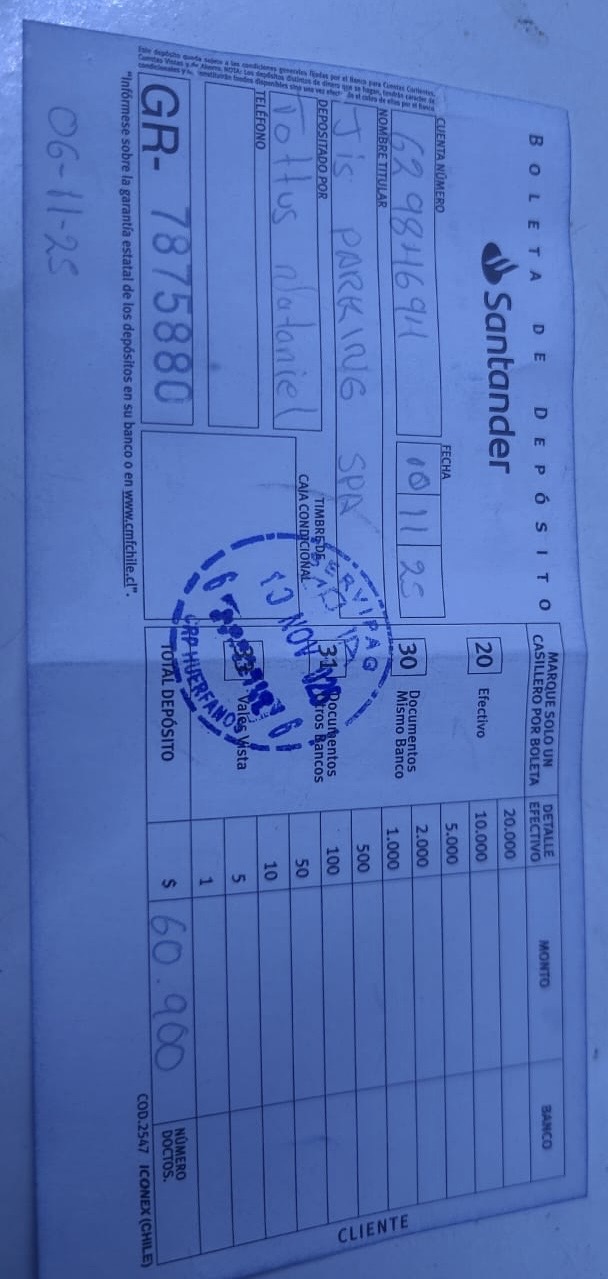 BOLETA DE DEPÓSITO
Santander
CUENTA NÚMERO
FECHA
10 11 25
NOMBRE TITULAR
Jis PARKING SPA
DEPOSITADO POR
Tottus Nataniel
TELÉFONO
TIMBRE DE
CAJA CONDICIONAL
GR- 7875880
"Infórmese sobre la garantía estatal de los depósitos en su banco o en www.cmfchile.cl".
06-11-25
MARQUE SOLO UN
CASILLERO POR BOLETA
20 Efectivo
30 Documentos
Mismo Banco
31 Documentos
Otros Bancos
Vales Vista
SERVIPAG
10 NOV
HUERFANOS
TOTAL DEPÓSITO
$ 60.900
DETALLE
EFECTIVO
MONTO
BANCO
20.000
10.000
5.000
2.000
1.000
500
100
50
10
5
1
NÚMERO
DOCTOS.
CLIENTE
COD.2547 ICONEX (CHILE)